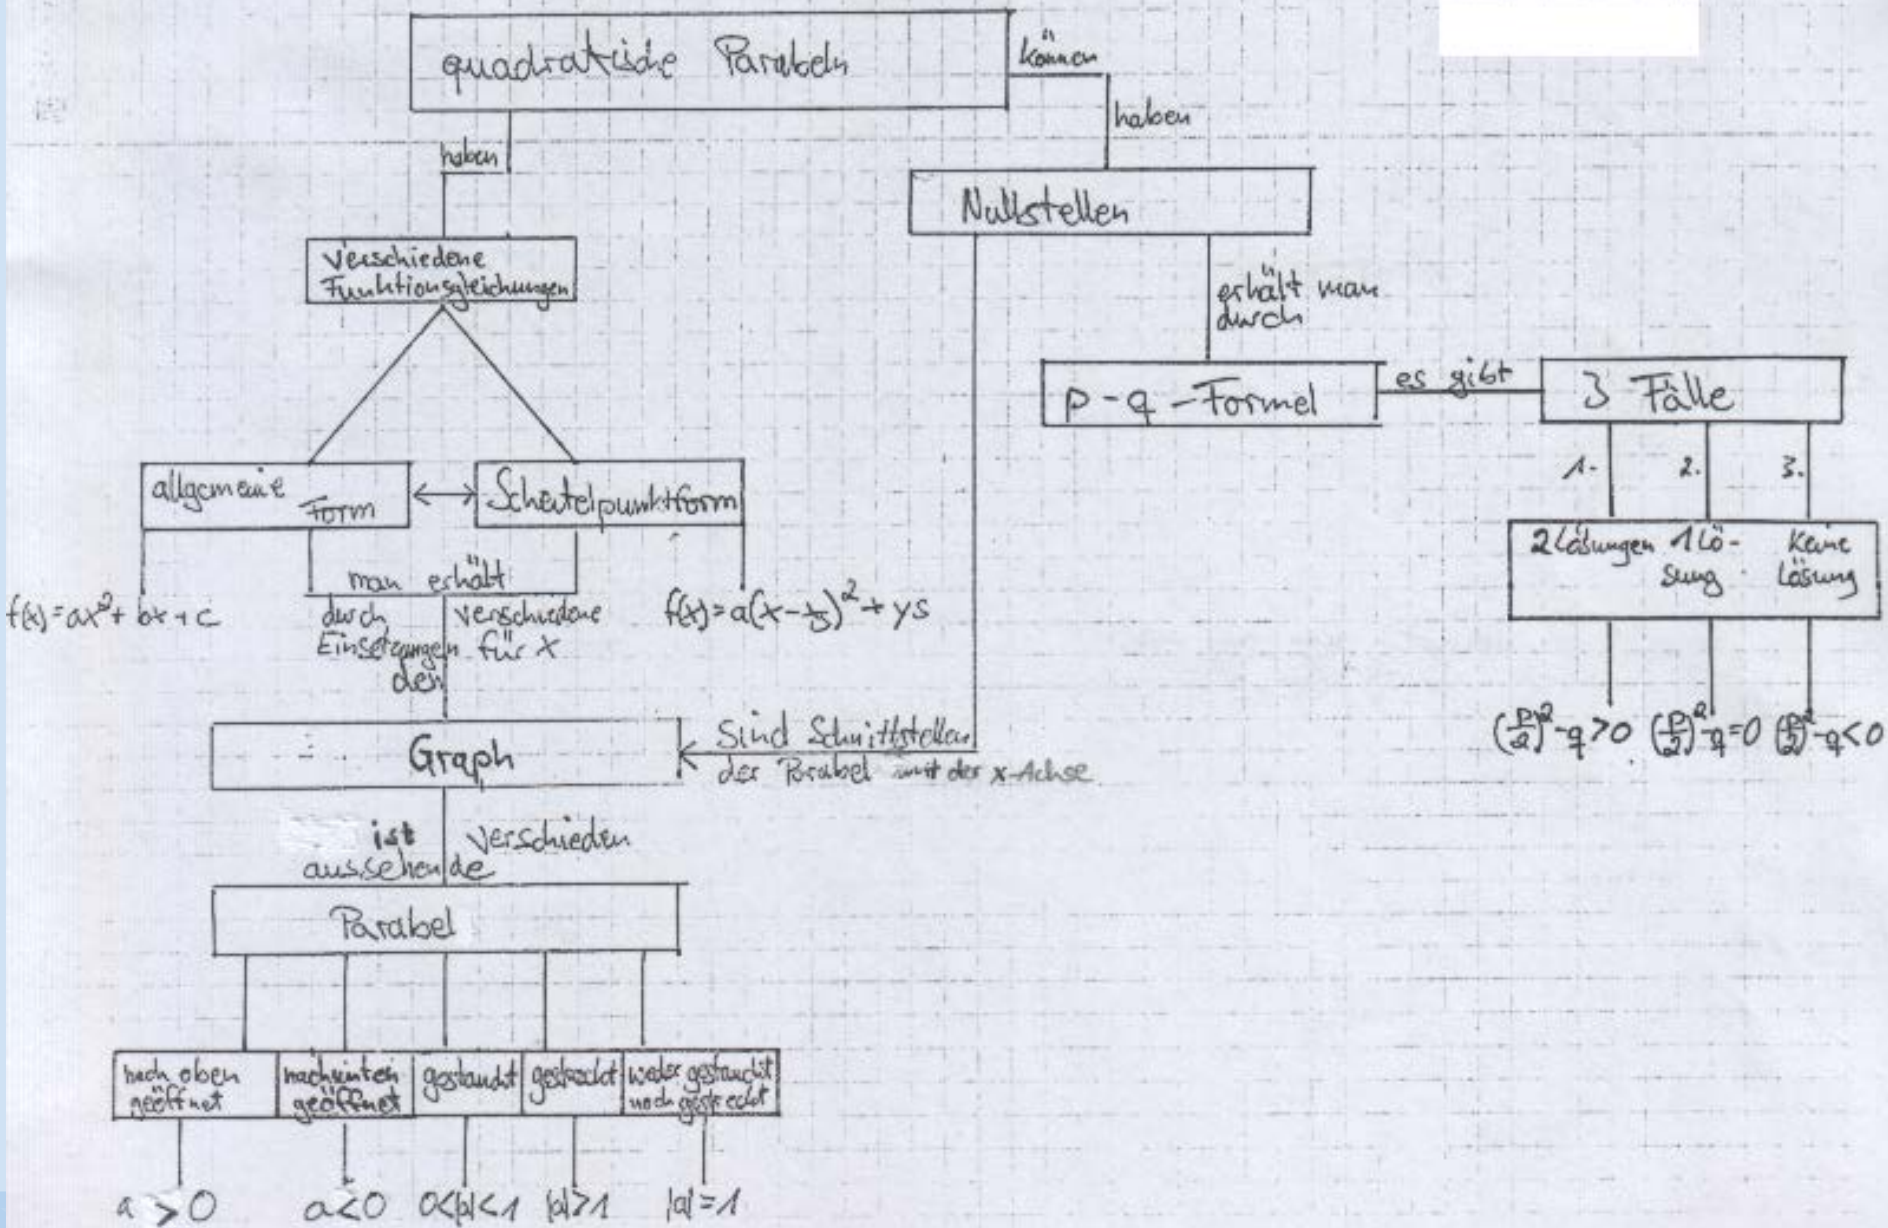 quadratische Parabeln
können
haben
haben
Nullstellen
verschiedene
Funktionsgleichungen
erhält man
durch
p-q-Formel
es gibt
3 Fälle
1.
2.
3.
allgemeine
Form
Scheitelpunktform
2 Lösungen
1 Lö-
sung
keine
Lösung
man erhält
f(x)=ax²+bx+c
durch verschiedene
Einsetzungen für x
den
f(x)=a(x-xs)²+ys
(p/2)²-q>0
(p/2)²-q=0
(p/2)²-q<0
Graph
sind Schnittstellen
der Parabel mit der x-Achse
ist verschieden
aussehende
Parabel
nach oben
geöffnet
nach unten
geöffnet
gestaucht
gestreckt
weder gestaucht
noch gestreckt
a>0
a<0
0<|a|<1
|a|>1
|a|=1